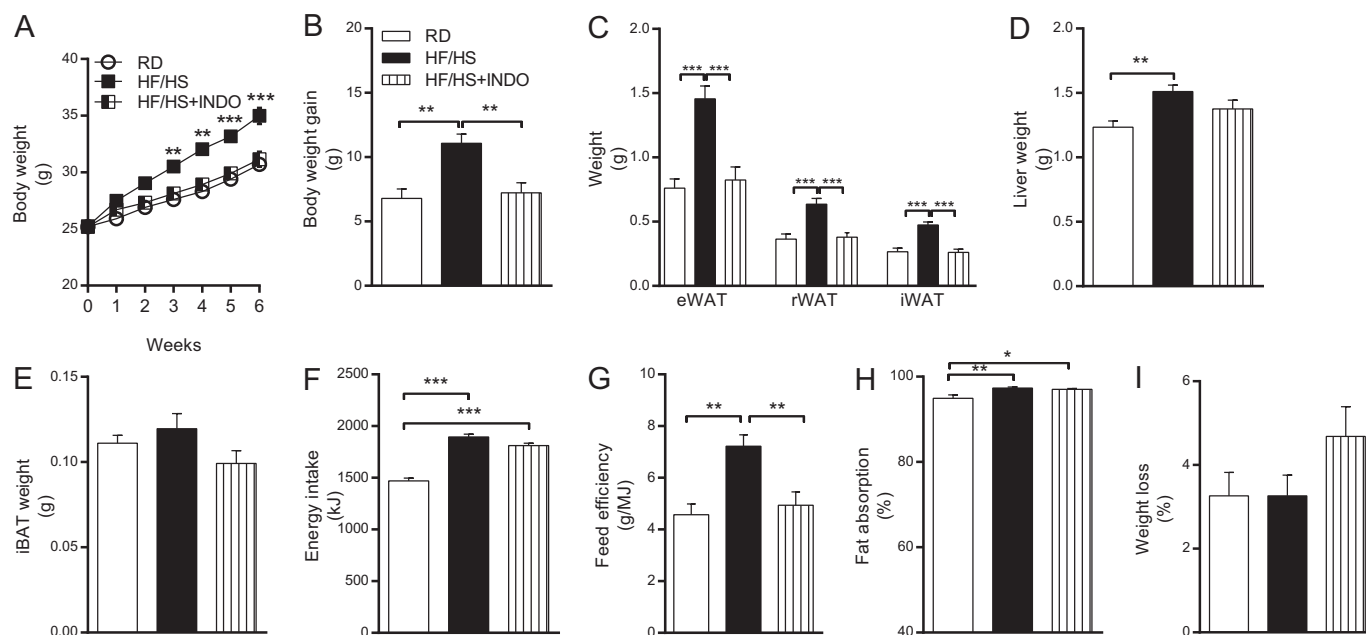 A
40
35
30
25
20
Body weight
(g)
RD
HF/HS
HF/HS+INDO
**
**
***
***
0 1 2 3 4 5 6
Weeks
B
20
15
10
5
0
Body weight gain
(g)
RD
HF/HS
HF/HS+INDO
** **
C
2.0
1.5
1.0
0.5
0.0
Weight
(g)
*** ***
*** ***
*** ***
eWAT rWAT iWAT
D
2.0
1.5
1.0
0.5
0.0
Liver weight
(g)
**
E
0.15
0.10
0.05
0.00
iBAT weight
(g)
F
2500
2000
1500
1000
500
0
Energy intake
(kJ)
***
***
G
10
8
6
4
2
0
Feed efficiency
(g/MJ)
** **
H
100
80
60
40
Fat absorption
(%)
*
**
I
6
4
2
0
Weight loss
(%)